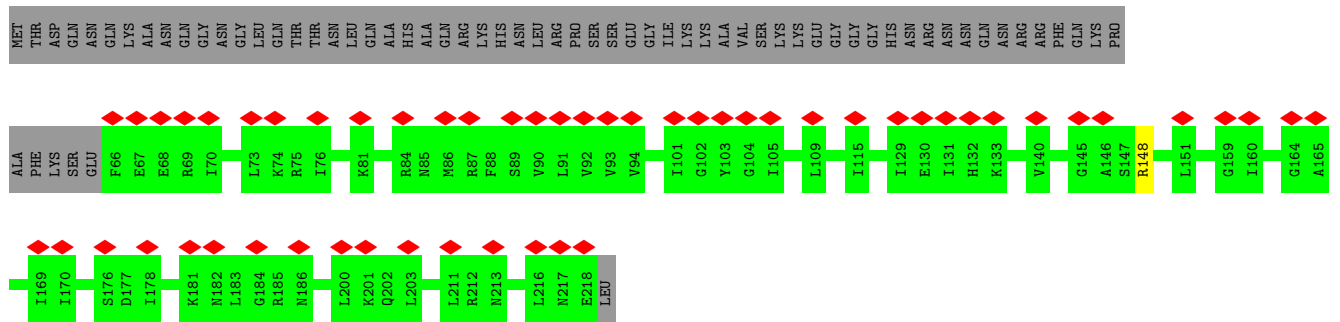 MET THR ASP GLN ASN GLN LYS ALA ASN GLN GLY ASN GLY LEU GLN THR THR ASN LEU GLN ALA HIS ALA GLN ARG LYS HIS ASN LEU ARG PRO SER SER GLU GLY ILE LYS LYS ALA VAL SER LYS LYS GLU GLY GLY GLY HIS ASN ARG ASN ASN GLN ASN ARG ARG PHE GLN LYS PRO
ALA PHE LYS SER GLU F66 E67 E68 R69 I70 L73 K74 R75 I76 K81 R84 N85 M86 R87 F88 S89 V90 L91 V92 V93 V94 I101 G102 Y103 G104 I105 L109 I115 I129 E130 I131 H132 K133 V140 G145 A146 S147 R148 L151 G159 I160 G164 A165
I169 I170 S176 D177 I178 K181 N182 L183 G184 R185 N186 L200 K201 Q202 L203 L211 R212 N213 L216 N217 E218 LEU